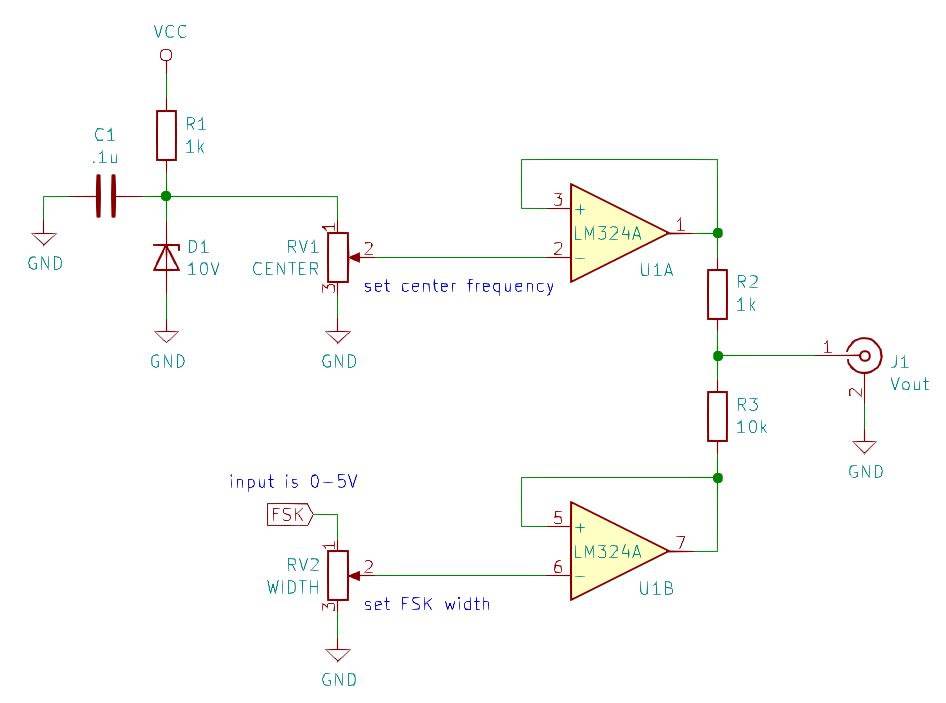 VCC
R1
1k
C1
.1u
GND
D1
10V
GND
RV1
CENTER
1
2
3
set center frequency
GND
3
+
LM324A
2
−
1
U1A
R2
1k
1
J1
Vout
2
R3
10k
GND
input is 0-5V
FSK
RV2
WIDTH
1
2
3
set FSK width
GND
5
+
LM324A
6
−
7
U1B